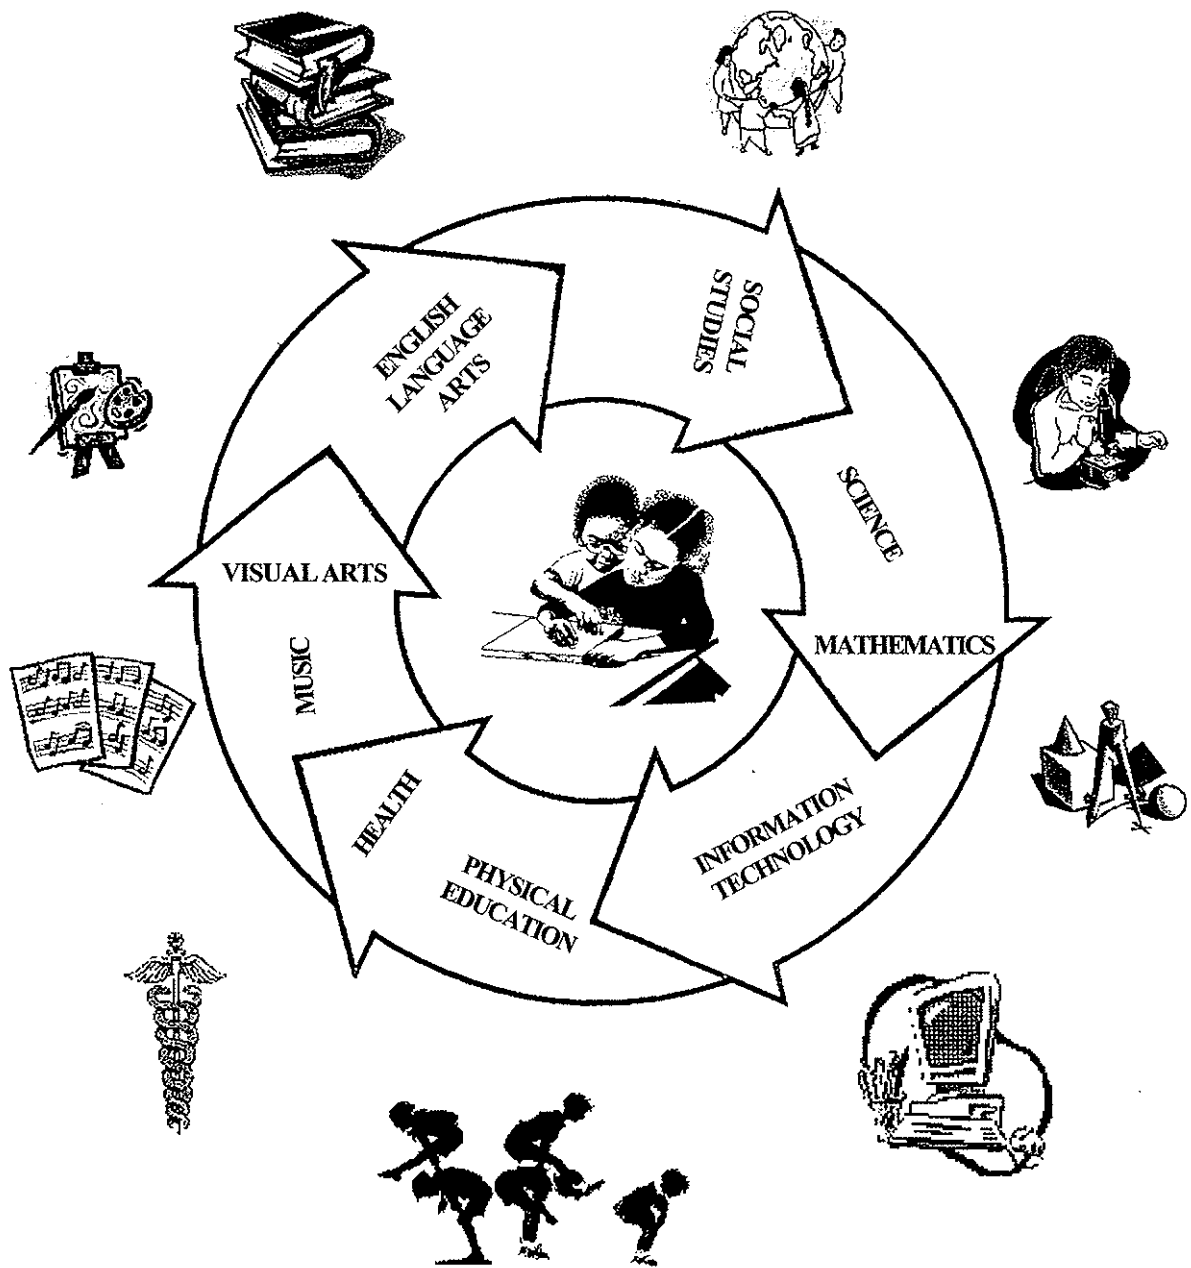 ENGLISH
LANGUAGE
ARTS
SOCIAL
STUDIES
SCIENCE
MATHEMATICS
INFORMATION
TECHNOLOGY
PHYSICAL
EDUCATION
HEALTH
MUSIC
VISUAL ARTS